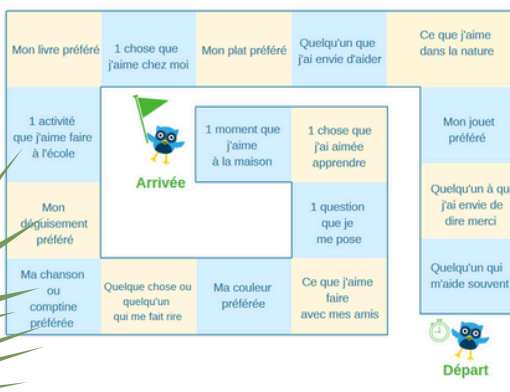 Mon livre préféré
1 chose que
j'aime chez moi
Mon plat préféré
Quelqu'un que
j'ai envie d'aider
Ce que j'aime
dans la nature
1 activité
que j'aime faire
à l'école
Arrivée
1 moment que
j'aime
à la maison
1 chose que
j'ai aimée
apprendre
Mon jouet
préféré
Mon
déguisement
préféré
1 question
que je
me pose
Quelqu'un à qui
j'ai envie de
dire merci
Ma chanson
ou
comptine
préférée
Quelque chose ou
quelqu'un
qui me fait rire
Ma couleur
préférée
Ce que j'aime
faire
avec mes amis
Quelqu'un qui
m'aide souvent
Départ